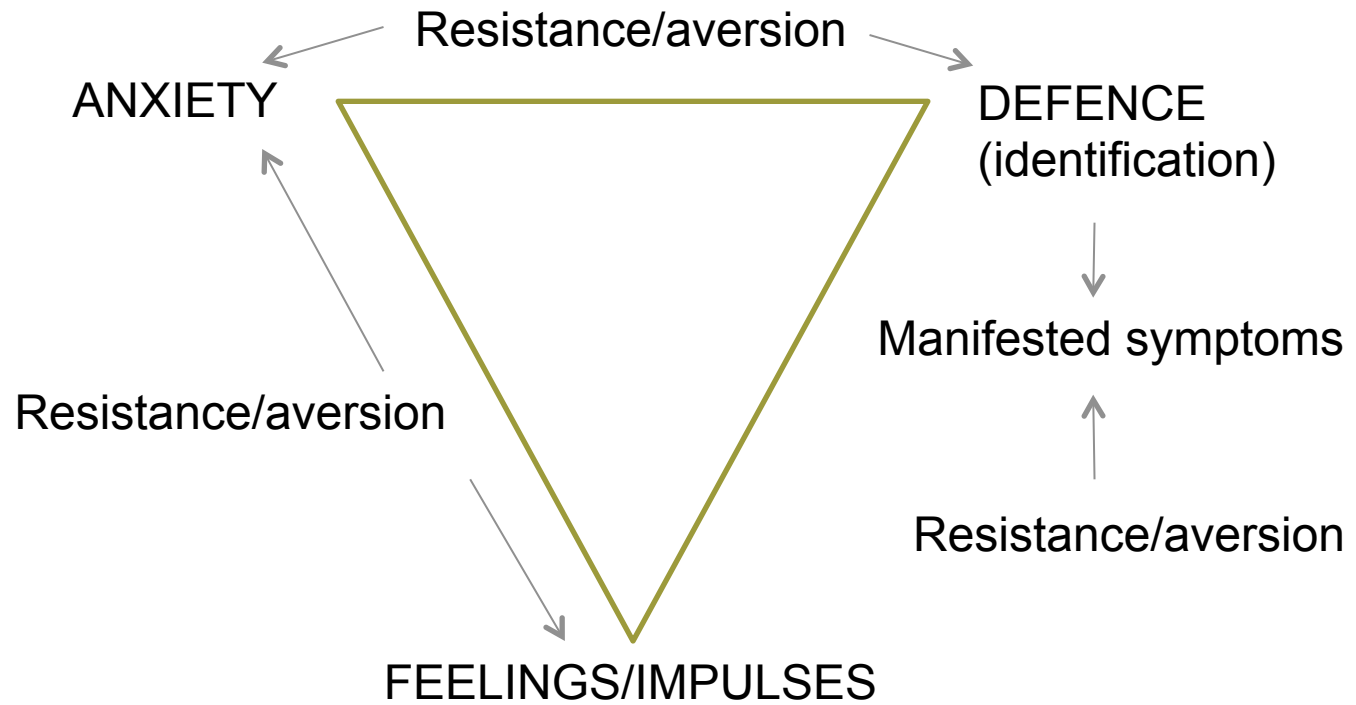 Resistance/aversion
ANXIETY
DEFENCE
(identification)
Manifested symptoms
Resistance/aversion
Resistance/aversion
FEELINGS/IMPULSES